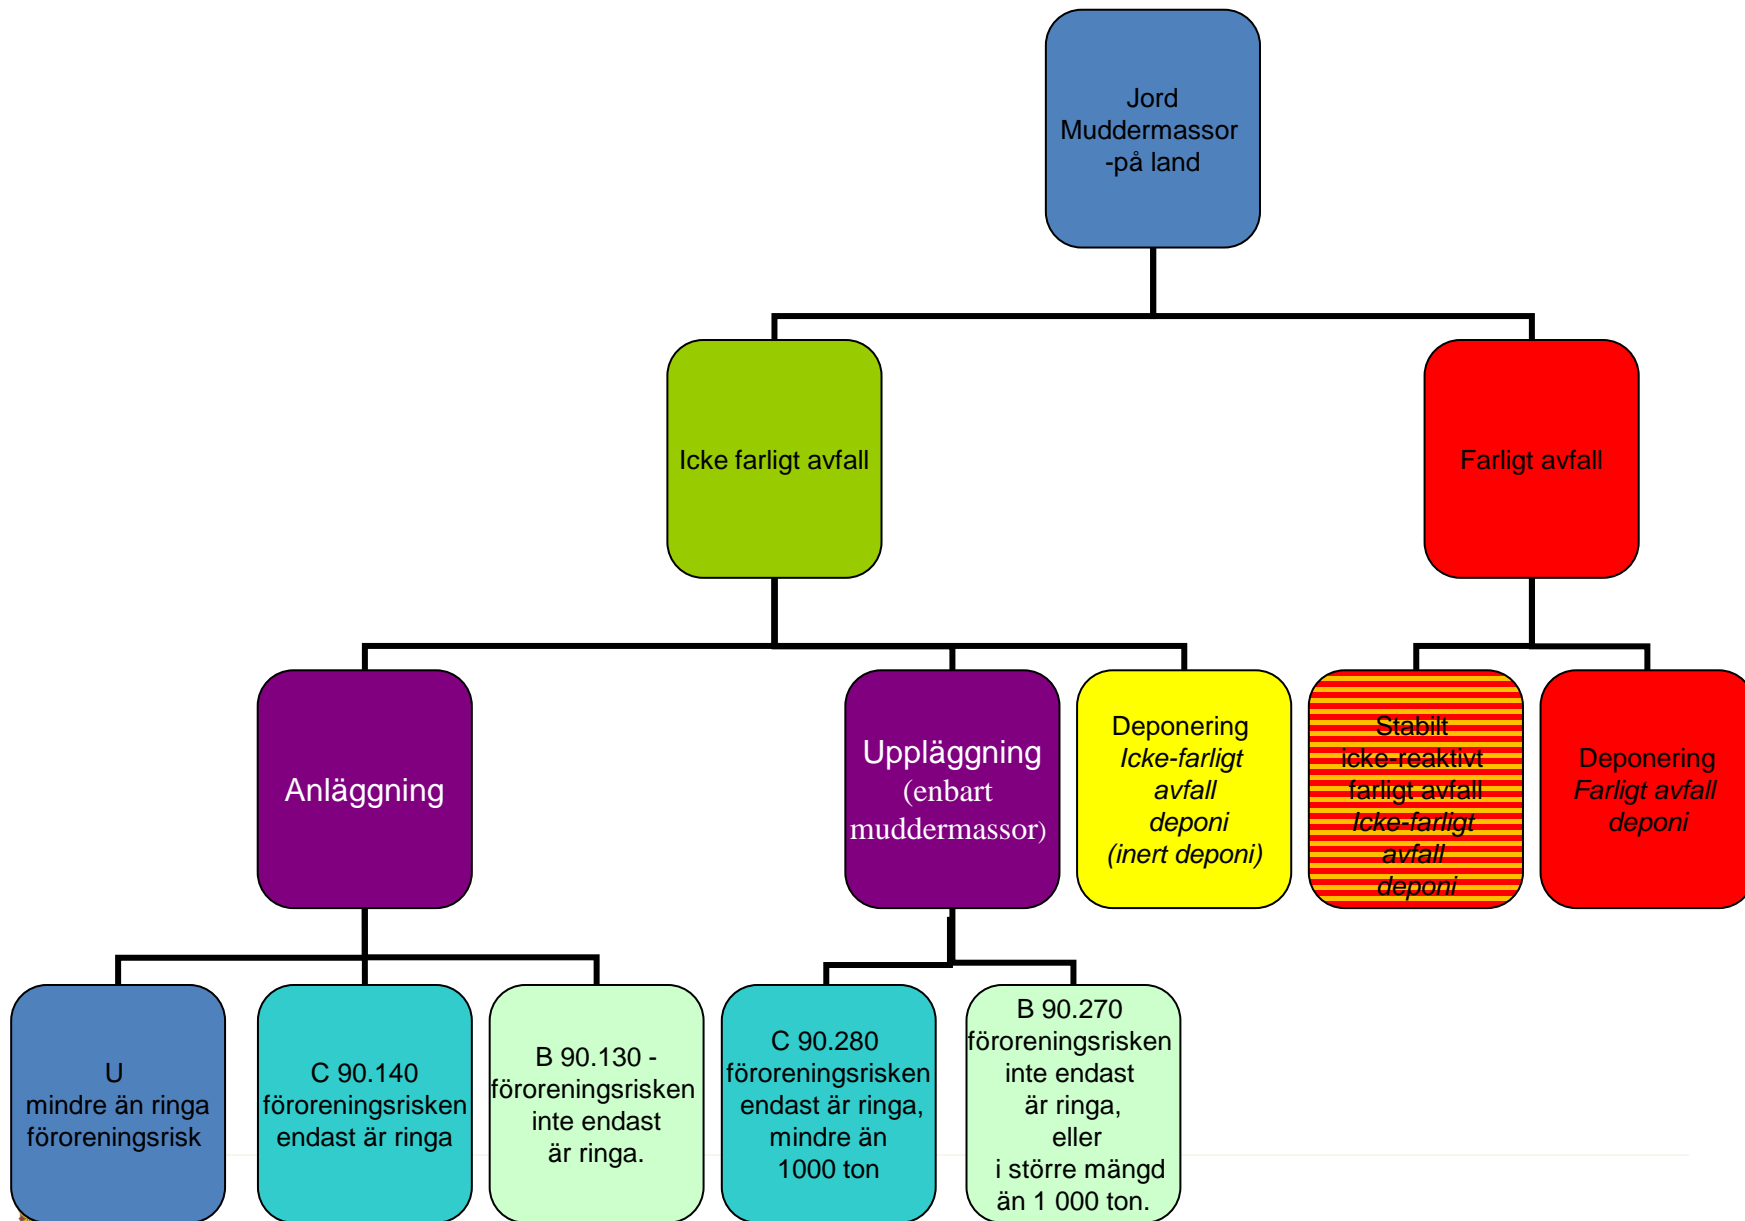 Jord
Muddermassor
-på land
Icke farligt avfall
Farligt avfall
Anläggning
Uppläggning
(enbart
muddermassor)
Deponering
Icke-farligt
avfall
deponi
(inert deponi)
Stabilt
icke-reaktivt
farligt avfall
Icke-farligt
avfall
deponi
Deponering
Farligt avfall
deponi
U
mindre än ringa
föroreningsrisk
C 90.140
föroreningsrisken
endast är ringa
B 90.130 -
föroreningsrisken
inte endast
är ringa.
C 90.280
föroreningsrisken
endast är ringa,
mindre än
1000 ton
B 90.270
föroreningsrisken
inte endast
är ringa,
eller
i större mängd
än 1 000 ton.